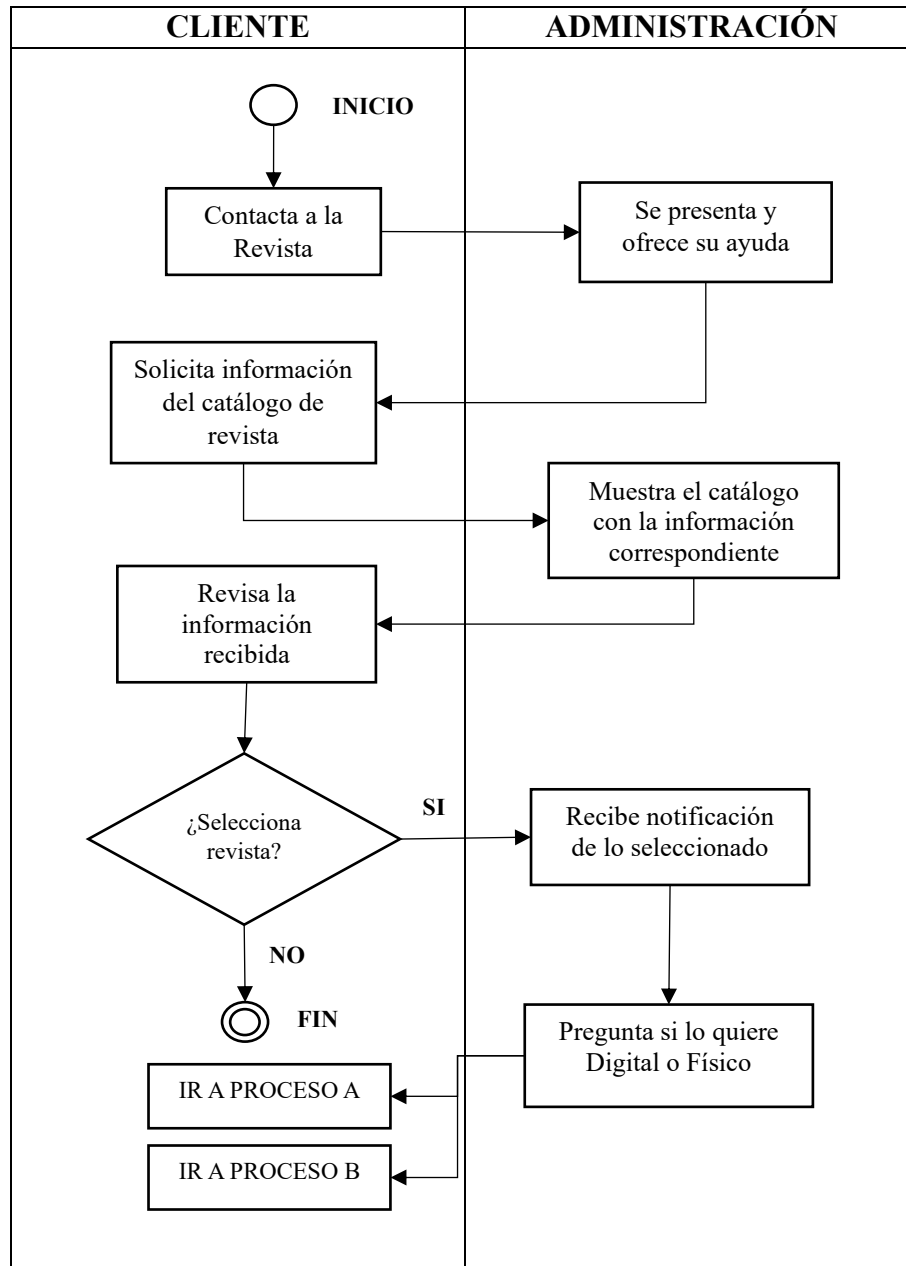 CLIENTE
ADMINISTRACIÓN
INICIO
Contacta a la
Revista
Se presenta y
ofrece su ayuda
Solicita información
del catálogo de
revista
Muestra el catálogo
con la información
correspondiente
Revisa la
información
recibida
¿Selecciona
revista?
SI
Recibe notificación
de lo seleccionado
NO
FIN
Pregunta si lo quiere
Digital o Físico
IR A PROCESO A
IR A PROCESO B